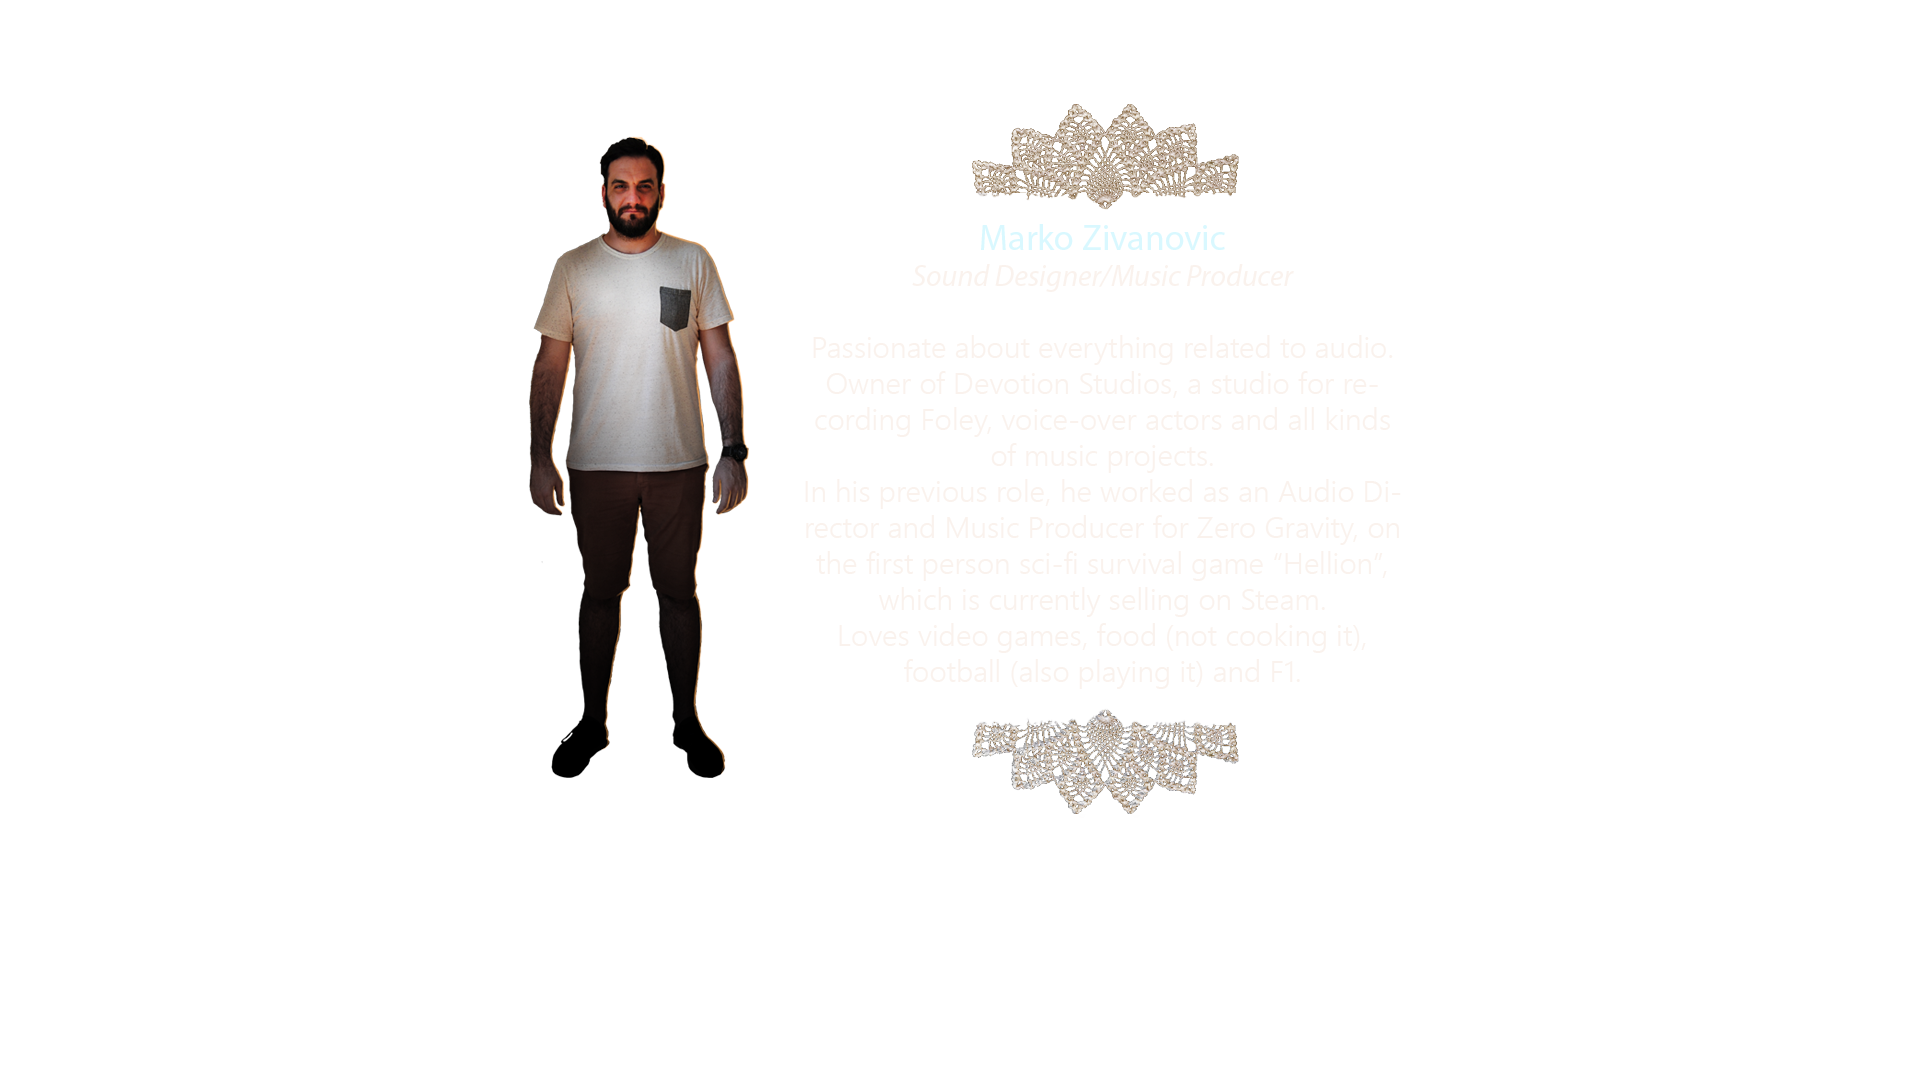 Marko Zivanovic
Sound Designer/Music Producer
Passionate about everything related to audio.
Owner of Devotion Studios, a studio for re-
cording Foley, voice-over actors and all kinds
of music projects.
In his previous role, he worked as an Audio Di-
rector and Music Producer for Zero Gravity, on
the first person sci-fi survival game “Hellion”,
which is currently selling on Steam.
Loves video games, food (not cooking it),
football (also playing it) and F1.